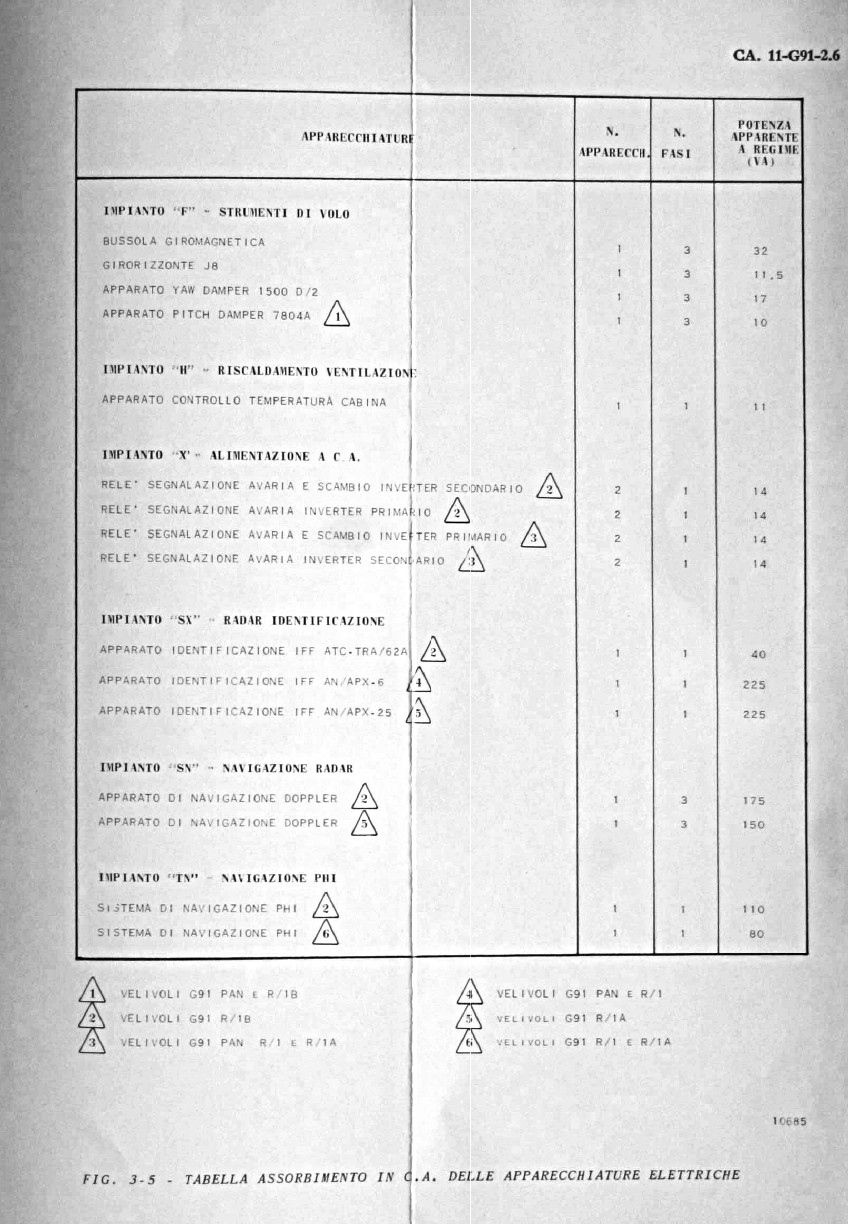 CA. 11-G91-2.6
APPARECCHIATURE N. APPARECCH. N. FASI POTENZA APPARENTE A REGIME (VA)
IMPIANTO "F" - STRUMENTI DI VOLO
BUSSOLA GIROMAGNETICA 1 3 32
GIRORIZZONTE J8 1 3 11,5
APPARATO YAW DAMPER 1500 D/2 1 3 17
APPARATO PITCH DAMPER 7804A 1 1 3 10
IMPIANTO "H" - RISCALDAMENTO VENTILAZIONE
APPARATO CONTROLLO TEMPERATURA CABINA 1 1 11
IMPIANTO "X' - ALIMENTAZIONE A C.A.
RELE' SEGNALAZIONE AVARIA E SCAMBIO INVERTER SECONDARIO 2 2 1 14
RELE' SEGNALAZIONE AVARIA INVERTER PRIMARIO 2 2 1 14
RELE' SEGNALAZIONE AVARIA E SCAMBIO INVERTER PRIMARIO 3 2 1 14
RELE' SEGNALAZIONE AVARIA INVERTER SECONDARIO 3 2 1 14
IMPIANTO "SX" - RADAR IDENTIFICAZIONE
APPARATO IDENTIFICAZIONE IFF ATC-TRA/62A 2 1 1 40
APPARATO IDENTIFICAZIONE IFF AN/APX-6 4 1 1 225
APPARATO IDENTIFICAZIONE IFF AN/APX-25 5 1 1 225
IMPIANTO "SN" - NAVIGAZIONE RADAR
APPARATO DI NAVIGAZIONE DOPPLER 2 1 3 175
APPARATO DI NAVIGAZIONE DOPPLER 5 1 3 150
IMPIANTO "TN" - NAVIGAZIONE PHI
SISTEMA DI NAVIGAZIONE PHI 2 1 1 110
SISTEMA DI NAVIGAZIONE PHI 6 1 1 80
1 VELIVOLI G91 PAN E R/1B
2 VELIVOLI G91 R/1B
3 VELIVOLI G91 PAN R/1 E R/1A
4 VELIVOLI G91 PAN E R/1
5 VELIVOLI G91 R/1A
6 VELIVOLI G91 R/1 E R/1A
10685
FIG. 3-5 - TABELLA ASSORBIMENTO IN C.A. DELLE APPARECCHIATURE ELETTRICHE